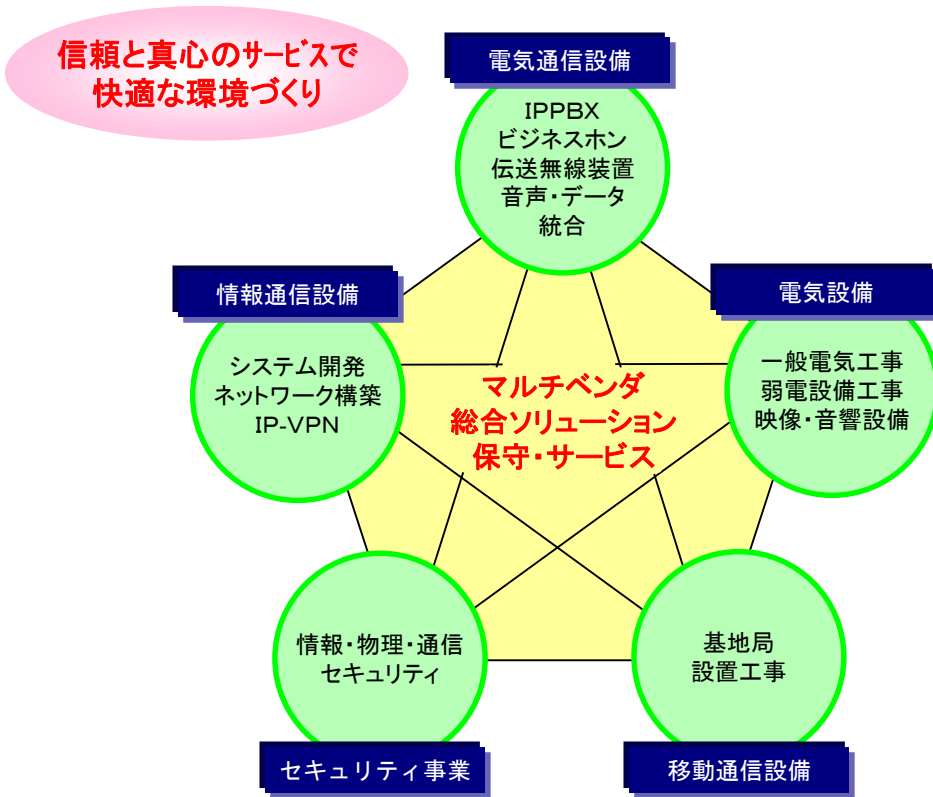 信頼と真心のサービスで
快適な環境づくり
電気通信設備
IPPBX
ビジネスホン
伝送無線装置
音声・データ
統合
情報通信設備
システム開発
ネットワーク構築
IP-VPN
電気設備
一般電気工事
弱電設備工事
映像・音響設備
マルチベンダ
総合ソリューション
保守・サービス
情報・物理・通信
セキュリティ
セキュリティ事業
基地局
設置工事
移動通信設備